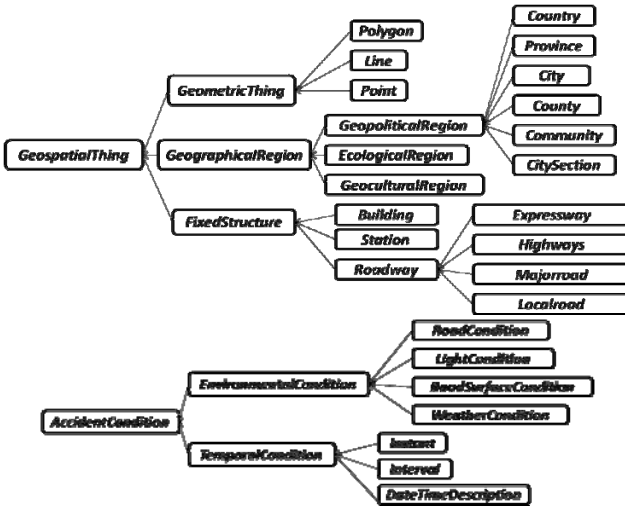 Country
Polygon
Province
Line
City
GeometricThing
Point
County
GeopoliticalRegion
Community
GeospatialThing
GeographicalRegion
EcologicalRegion
CitySection
GeoculturalRegion
Building
Expressway
FixedStructure
Station
Highways
Roadway
Majorroad
Localroad
RoadCondition
LightCondition
EnvironmentalCondition
RoadSurfaceCondition
WeatherCondition
AccidentCondition
Instant
TemporalCondition
Interval
DateTimeDescription